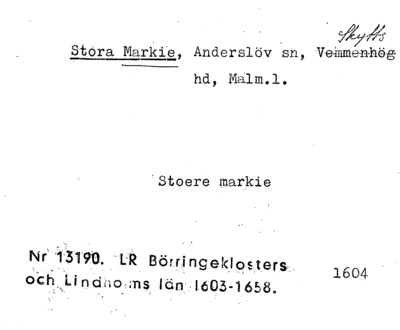 Skytts
Stora Markie, Anderslöv sn, Vemmenhög
hd, Malm.l.
Stoere markie
Nr 13190. LR Börringeklosters
och Lindholms län 1603-1658.
1604